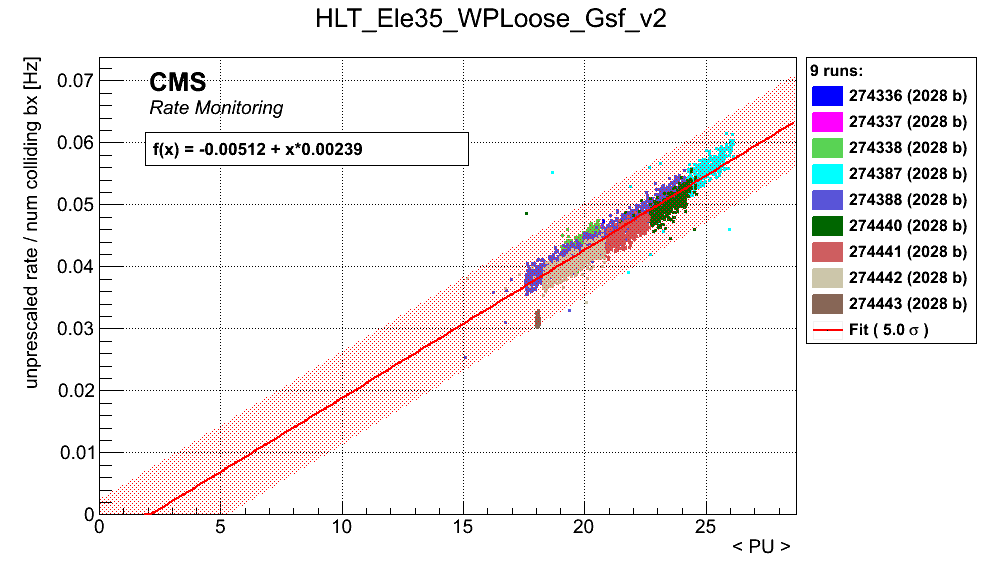 HLT_Ele35_WPLoose_Gsf_v2
unprescaled rate / num colliding bx [Hz]
CMS
Rate Monitoring
f(x) = -0.00512 + x*0.00239
0.07
0.06
0.05
0.04
0.03
0.02
0.01
0
0 5 10 15 20 25
< PU >
9 runs:
274336 (2028 b)
274337 (2028 b)
274338 (2028 b)
274387 (2028 b)
274388 (2028 b)
274440 (2028 b)
274441 (2028 b)
274442 (2028 b)
274443 (2028 b)
Fit ( 5.0 σ )